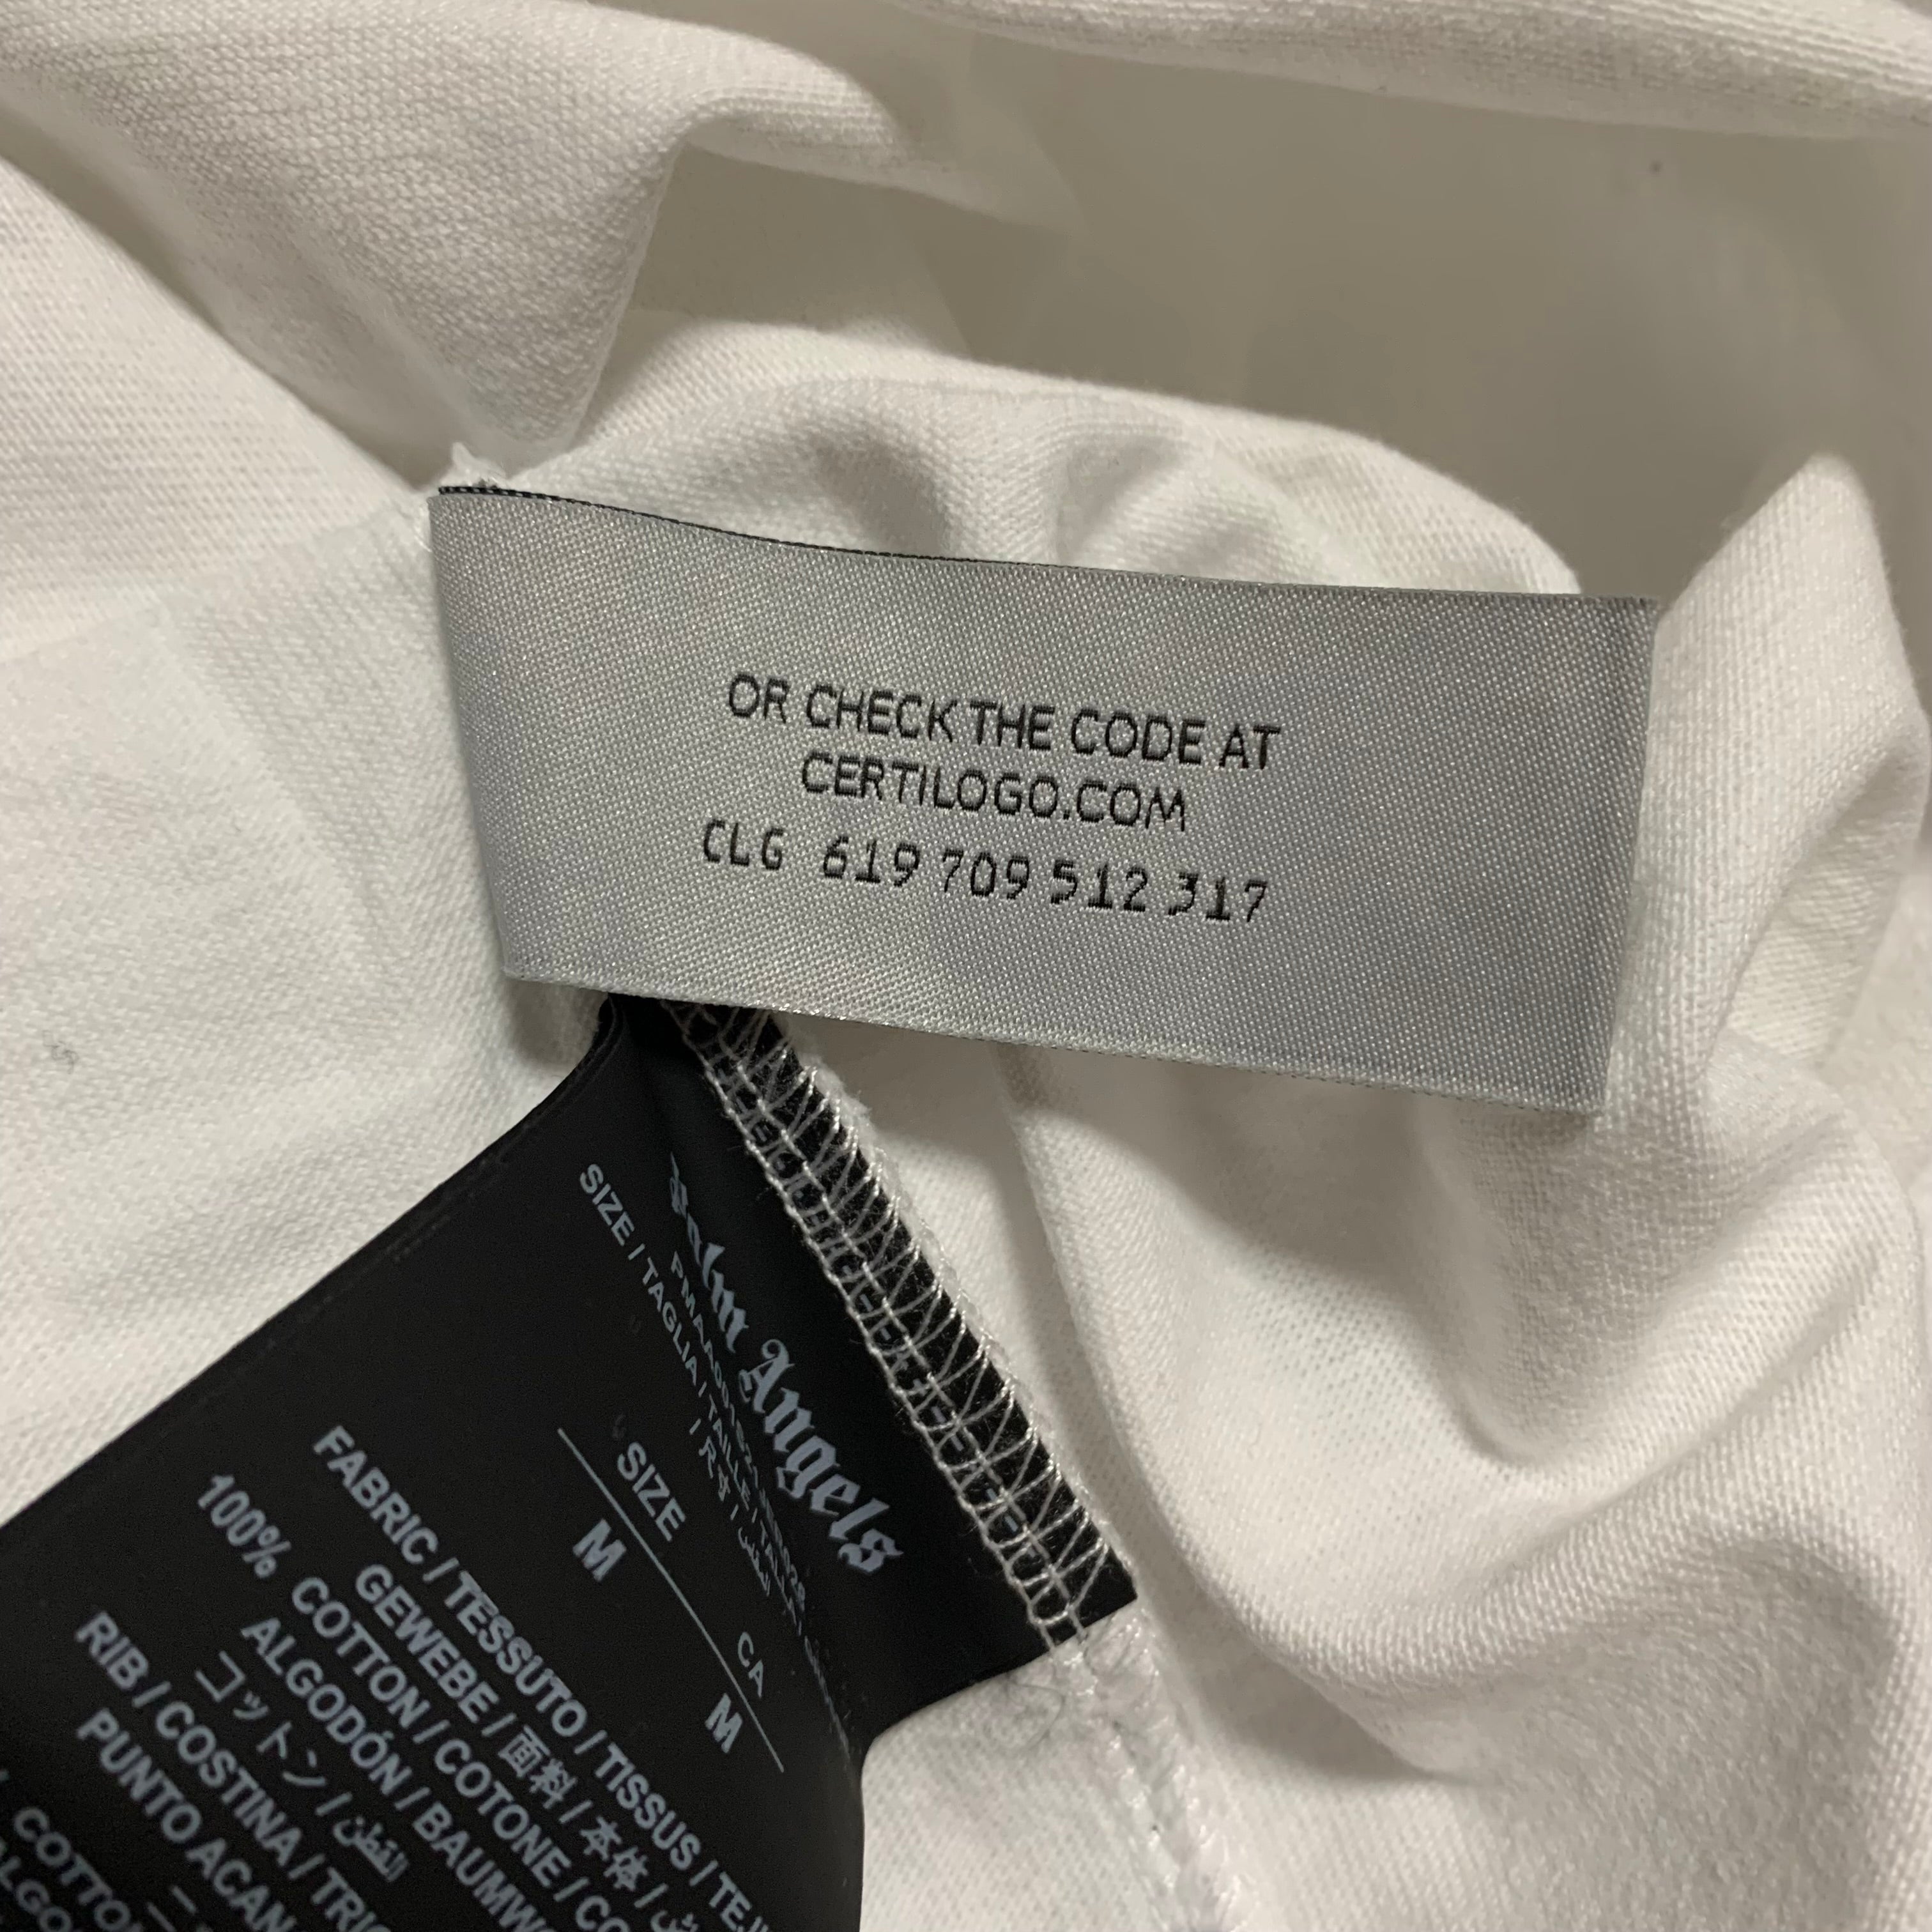 OR CHECK THE CODE AT
CERTILOGO.COM
CLG 619 709 512 317
Palm Angels
SIZE / TAGLIA / TAILLE /
/ 尺寸 /
SIZE CA
M M
FABRIC / TESSUTO / TISSUS /
GEWEBE / 面料 / 本体 /
100% COTTON / COTONE /
ALGODÓN /
コットン / القطن
RIB / COSTINA /
PUNTO